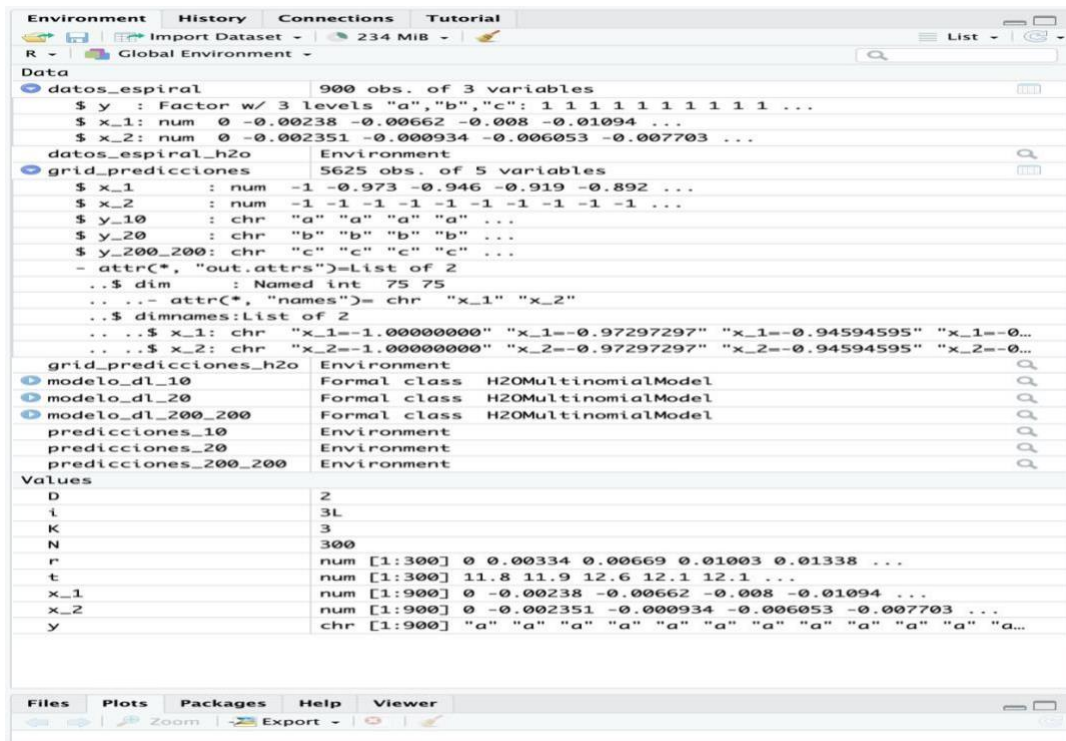 Environment History Connections Tutorial
Import Dataset 234 MiB List
R Global Environment
Data
datos_espiral 900 obs. of 3 variables
$ y : Factor w/ 3 levels "a","b","c": 1 1 1 1 1 1 1 1 1 1 ...
$ x_1: num 0 -0.00238 -0.00662 -0.008 -0.01094 ...
$ x_2: num 0 -0.002351 -0.000934 -0.006053 -0.007703 ...
datos_espiral_h2o Environment
grid_predicciones 5625 obs. of 5 variables
$ x_1 : num -1 -0.973 -0.946 -0.919 -0.892 ...
$ x_2 : num -1 -1 -1 -1 -1 -1 -1 -1 -1 -1 ...
$ y_10 : chr "a" "a" "a" "a" ...
$ y_20 : chr "b" "b" "b" "b" ...
$ y_200_200: chr "c" "c" "c" "c" ...
- attr(*, "out.attrs")=List of 2
..$ dim : Named int 75 75
.. ..- attr(*, "names")= chr "x_1" "x_2"
..$ dimnames:List of 2
.. ..$ x_1: chr "x_1=-1.00000000" "x_1=-0.97297297" "x_1=-0.94594595" "x_1=-0…
.. ..$ x_2: chr "x_2=-1.00000000" "x_2=-0.97297297" "x_2=-0.94594595" "x_2=-0…
grid_predicciones_h2o Environment
modelo_dl_10 Formal class H2OMultinomialModel
modelo_dl_20 Formal class H2OMultinomialModel
modelo_dl_200_200 Formal class H2OMultinomialModel
predicciones_10 Environment
predicciones_20 Environment
predicciones_200_200 Environment
Values
D 2
i 3L
K 3
N 300
r num [1:300] 0 0.00334 0.00669 0.01003 0.01338 ...
t num [1:300] 11.8 11.9 12.6 12.1 12.1 ...
x_1 num [1:900] 0 -0.00238 -0.00662 -0.008 -0.01094 ...
x_2 num [1:900] 0 -0.002351 -0.000934 -0.006053 -0.007703 ...
y chr [1:900] "a" "a" "a" "a" "a" "a" "a" "a" "a" "a" "a" "a" "a…
Files Plots Packages Help Viewer
Zoom Export